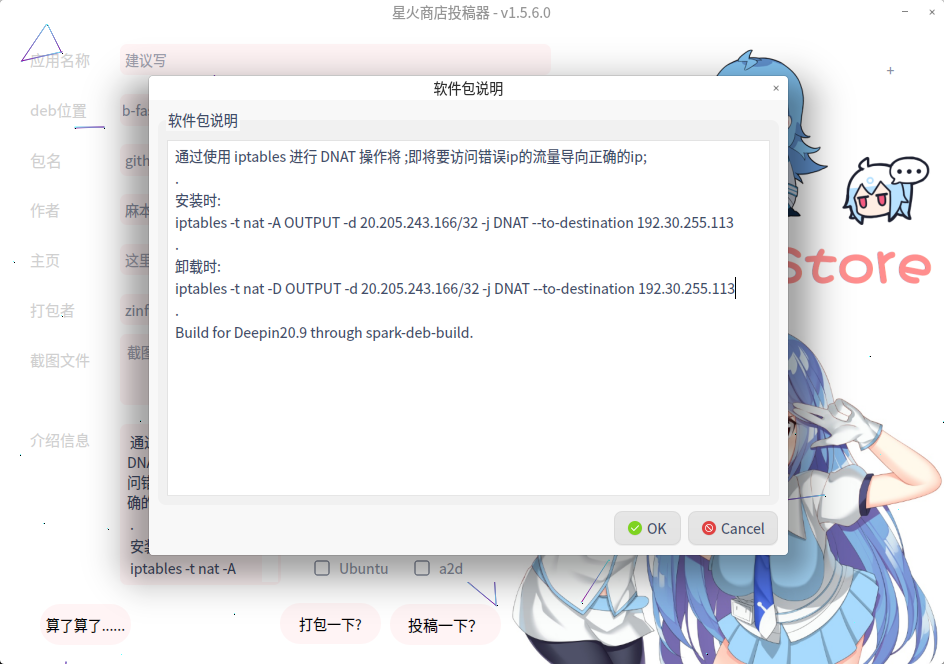 星火商店投稿器 - v1.5.6.0
应用名称
建议写
deb位置
b-fa
包名
gith
作者
麻本
主页
这里
打包者
zinf
截图文件
截图
介绍信息
通过
DNA
问错
确的
.
安装
iptables -t nat -A
软件包说明
软件包说明
通过使用 iptables 进行 DNAT 操作将 ;即将要访问错误ip的流量导向正确的ip;
.
安装时:
iptables -t nat -A OUTPUT -d 20.205.243.166/32 -j DNAT --to-destination 192.30.255.113
.
卸载时:
iptables -t nat -D OUTPUT -d 20.205.243.166/32 -j DNAT --to-destination 192.30.255.113
.
Build for Deepin20.9 through spark-deb-build.
OK
Cancel
Store
Ubuntu
a2d
算了算了......
打包一下?
投稿一下?